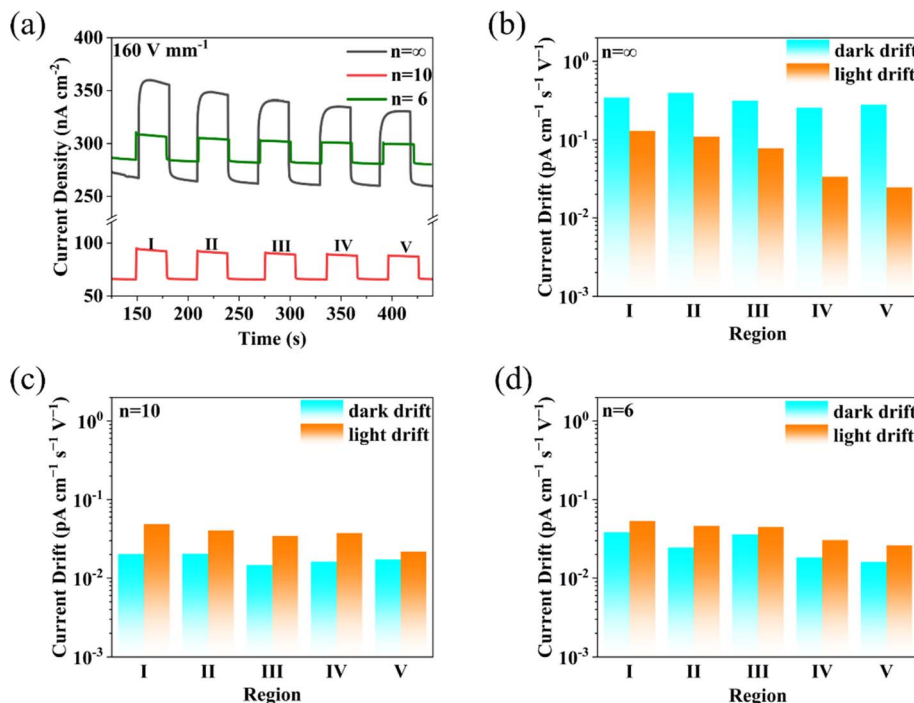 (a)
160 V mm⁻¹
n=∞
n=10
n= 6
Current Density (nA cm⁻²)
400
350
300
250
100
50
I II III IV V
150 200 250 300 350 400
Time (s)
(b)
n=∞
dark drift
light drift
Current Drift (pA cm⁻¹ s⁻¹ V⁻¹)
10⁰
10⁻¹
10⁻²
10⁻³
I II III IV V
Region
(c)
n=10
dark drift
light drift
Current Drift (pA cm⁻¹ s⁻¹ V⁻¹)
10⁰
10⁻¹
10⁻²
10⁻³
I II III IV V
Region
(d)
n=6
dark drift
light drift
Current Drift (pA cm⁻¹ s⁻¹ V⁻¹)
10⁰
10⁻¹
10⁻²
10⁻³
I II III IV V
Region